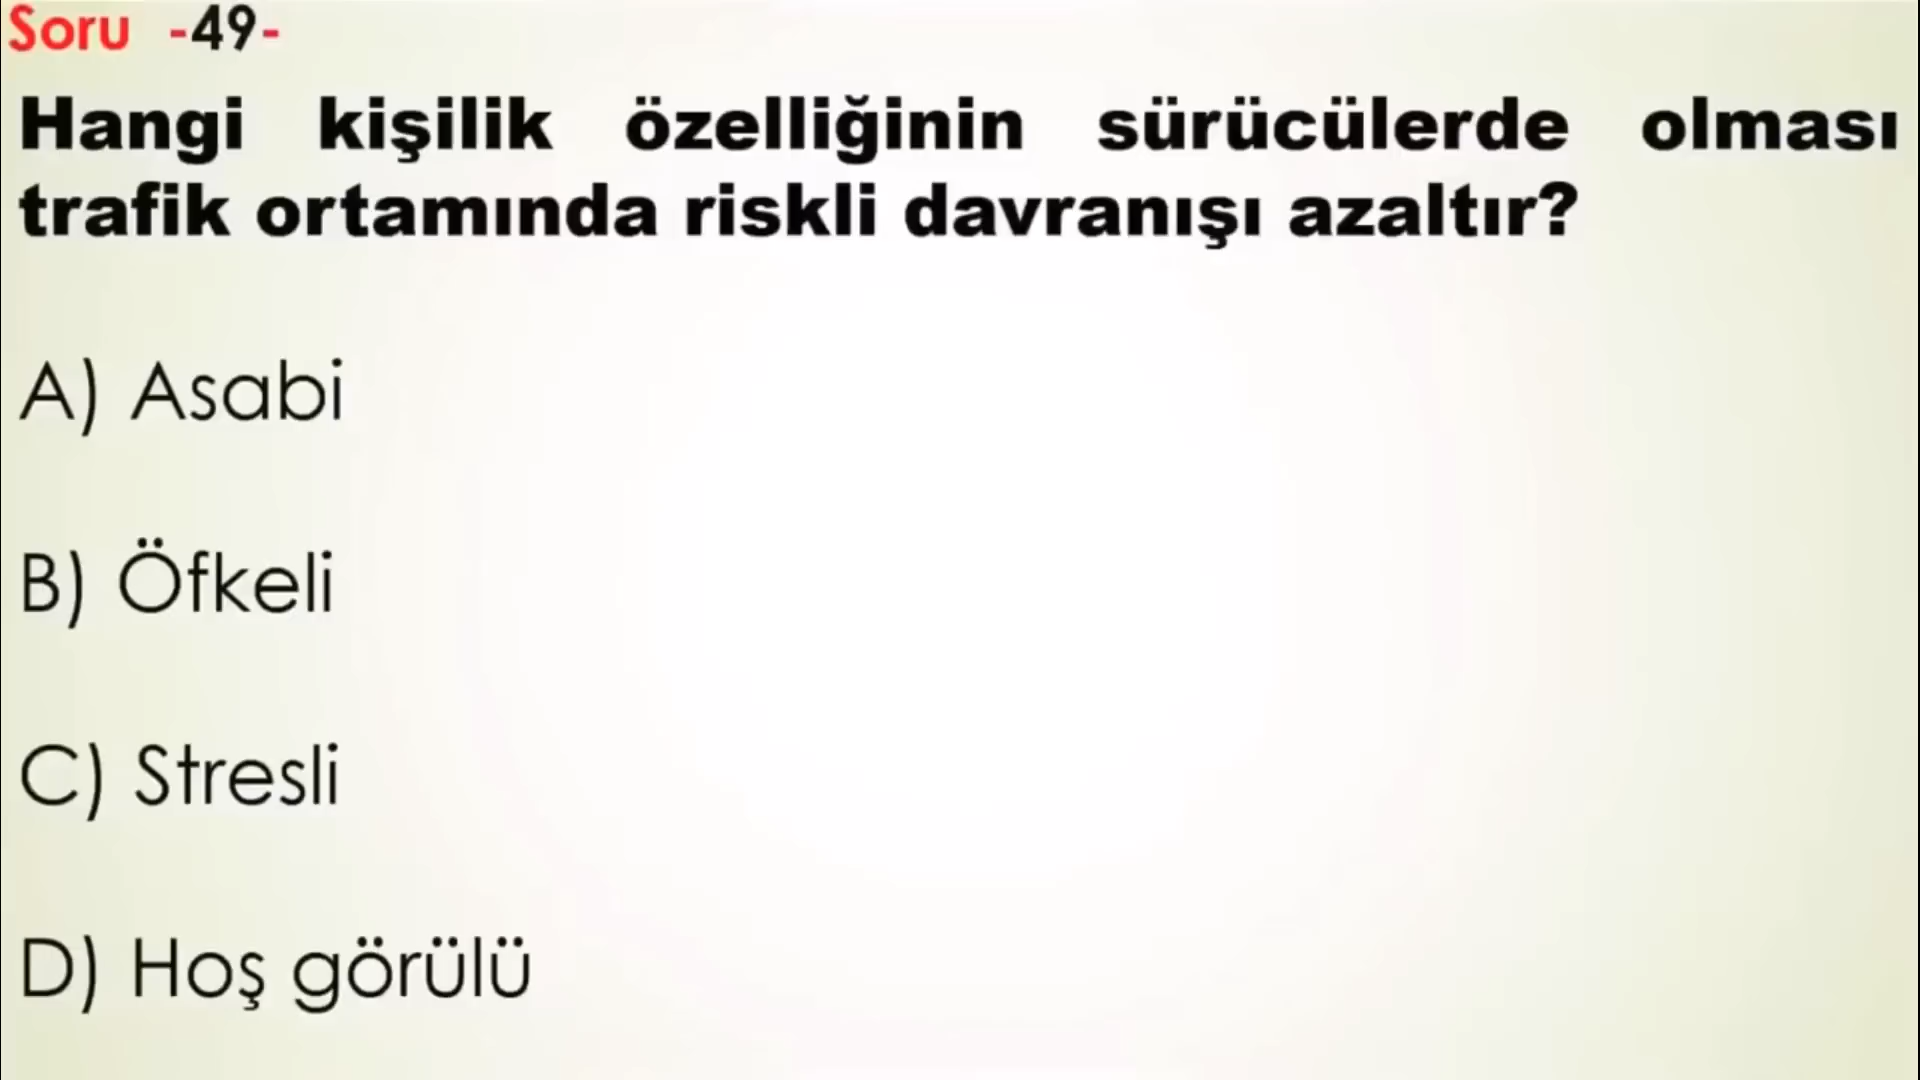 Soru -49-
Hangi kişilik özelliğinin sürücülerde olması
trafik ortamında riskli davranışı azaltır?
A) Asabi
B) Öfkeli
C) Stresli
D) Hoş görülü